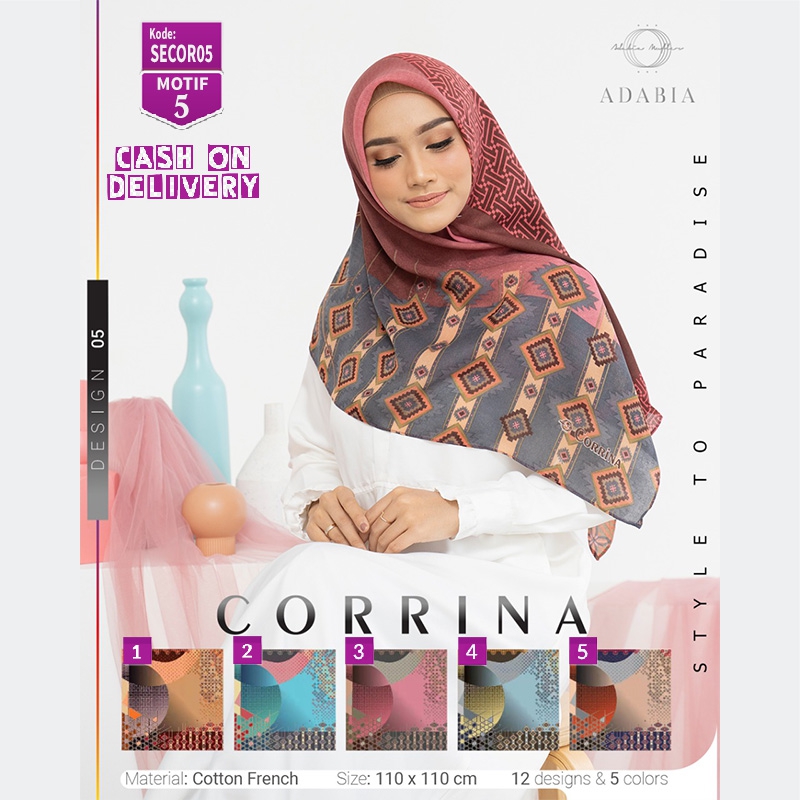 Kode:
SECOR05
MOTIF
5
CASH ON
DELIVERY
ADABIA
STYLE TO PARADISE
DESIGN 05
CORRINA
CORRINA
1
2
3
4
5
Material: Cotton French
Size: 110 x 110 cm
12 designs & 5 colors